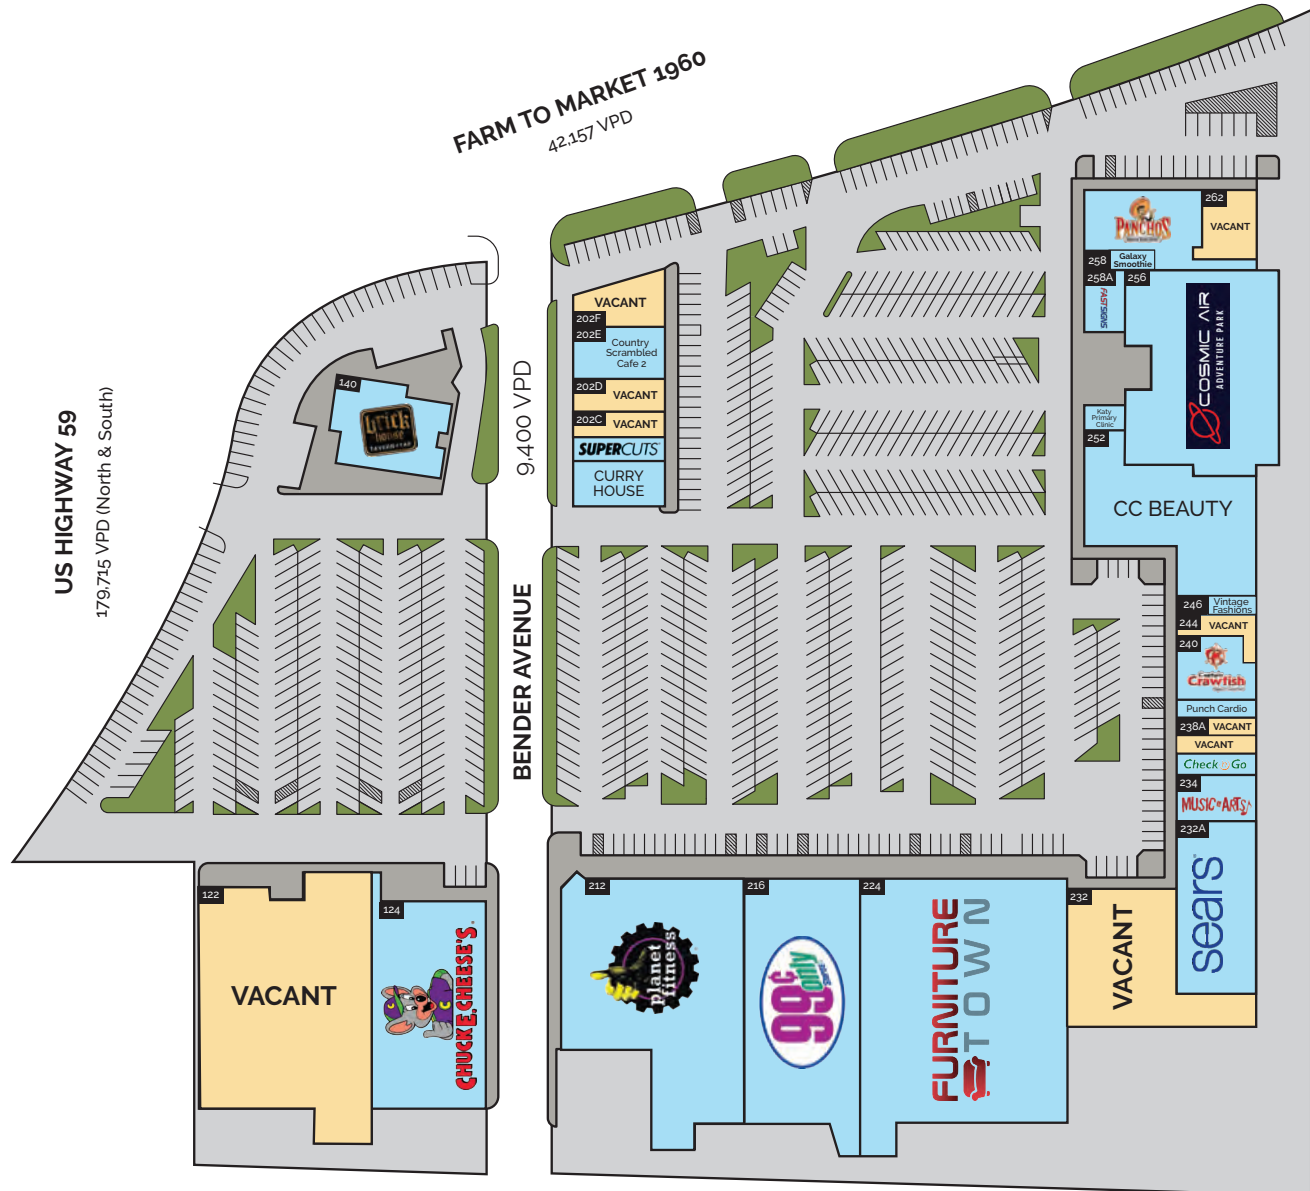 FARM TO MARKET 1960
42,157 VPD
US HIGHWAY 59
179,715 VPD (North & South)
9,400 VPD
BENDER AVENUE
140
brick
house
VACANT
202F
202E
Country
Scrambled
Cafe 2
202D
VACANT
202C
VACANT
SUPERCUTS
CURRY
HOUSE
PANCHOS
262
VACANT
258
Galaxy
Smoothie
258A
256
FASTSIGNS
COSMIC AIR
ADVENTURE PARK
Katy
Primary
Clinic
252
CC BEAUTY
246
Vintage
Fashions
244
VACANT
240
Crawfish
Punch Cardio
238A
VACANT
VACANT
Check Go
234
MUSIC & ARTS
232A
sears
232
VACANT
122
VACANT
124
CHUCK E. CHEESE'S
212
planet
fitness
216
99¢
only
stores
224
FURNITURE
TOWN